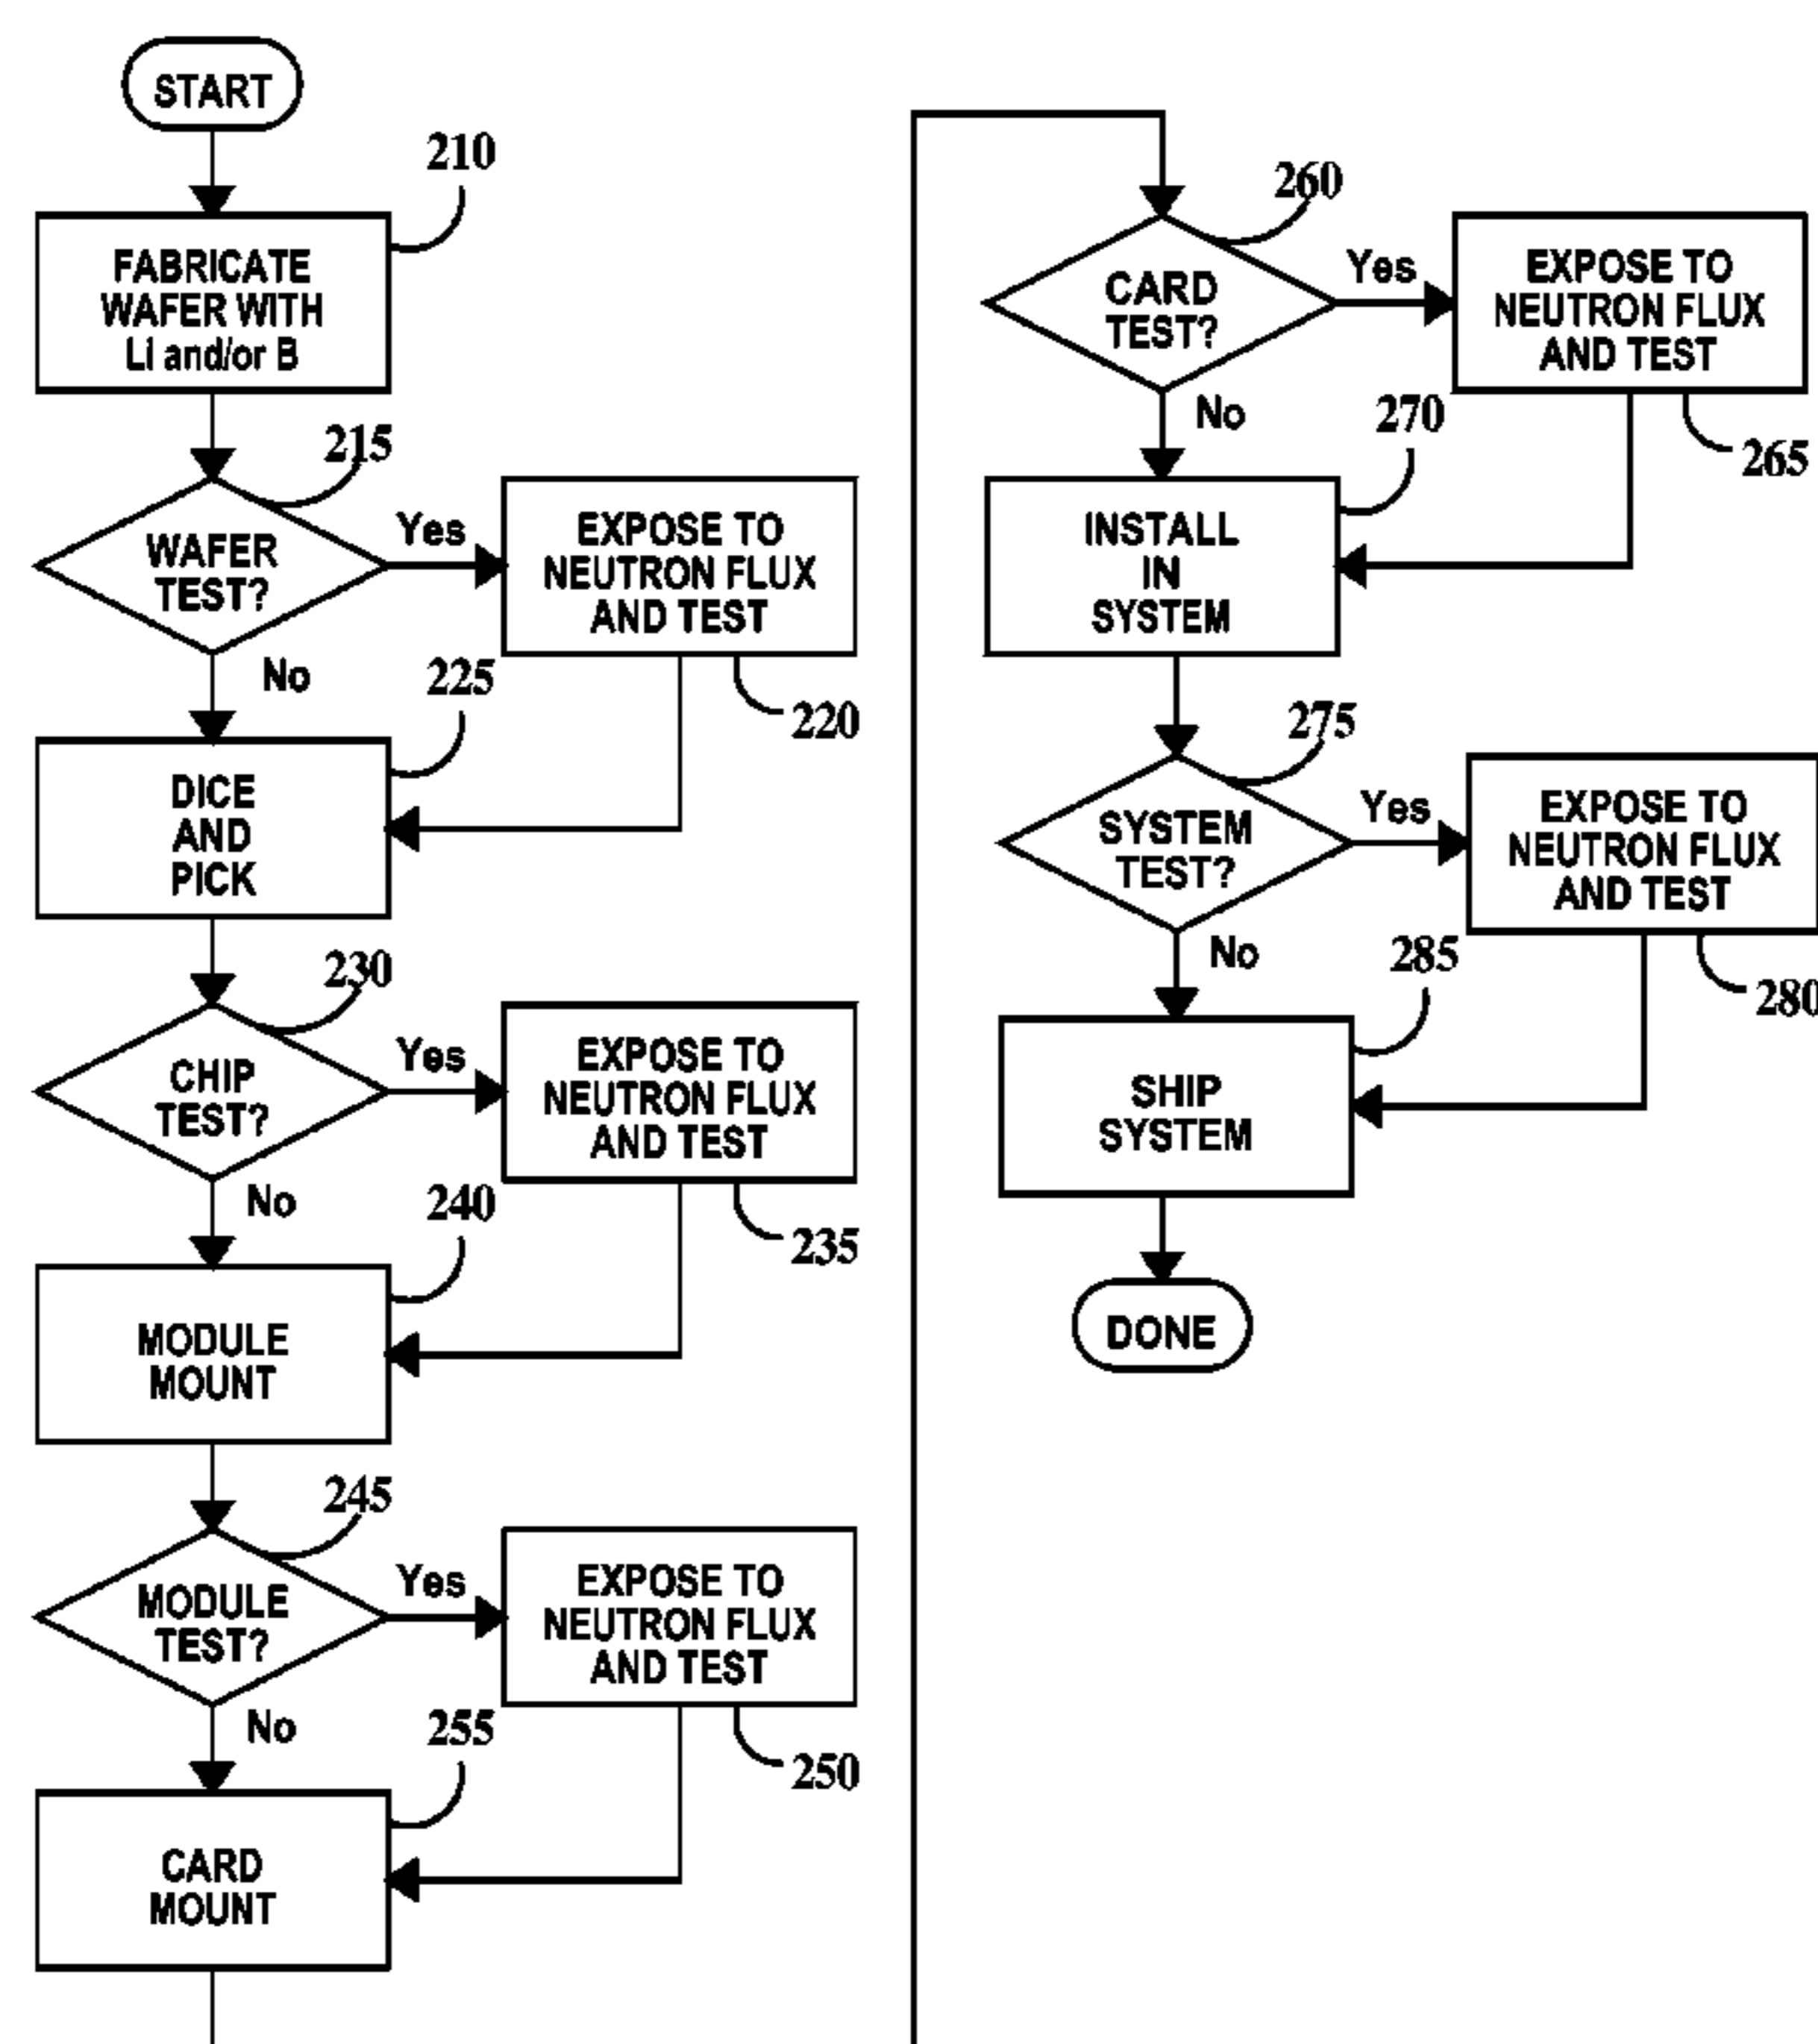 START
210
FABRICATE
WAFER WITH
Li and/or B
215
WAFER
TEST?
Yes
EXPOSE TO
NEUTRON FLUX
AND TEST
220
No
225
DICE
AND
PICK
230
CHIP
TEST?
Yes
EXPOSE TO
NEUTRON FLUX
AND TEST
235
No
240
MODULE
MOUNT
245
MODULE
TEST?
Yes
EXPOSE TO
NEUTRON FLUX
AND TEST
250
No
255
CARD
MOUNT
260
CARD
TEST?
Yes
EXPOSE TO
NEUTRON FLUX
AND TEST
265
No
270
INSTALL
IN
SYSTEM
275
SYSTEM
TEST?
Yes
EXPOSE TO
NEUTRON FLUX
AND TEST
280
No
285
SHIP
SYSTEM
DONE